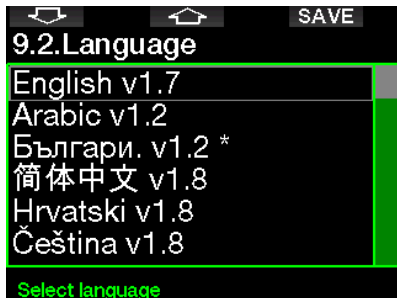 SAVE
9.2.Language
English v1.7
Arabic v1.2
Българи. v1.2 *
简体中文 v1.8
Hrvatski v1.8
Čeština v1.8
Select language